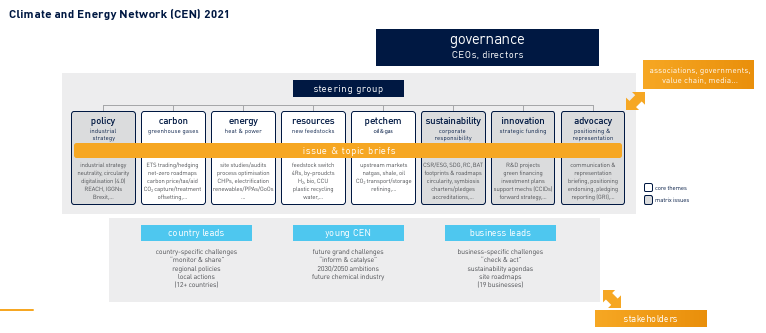 Climate and Energy Network (CEN) 2021
governance
CEOs, directors
associations, governments,
value chain, media...
steering group
policy
industrial
strategy
carbon
greenhouse gases
energy
heat & power
resources
new feedstocks
petchem
oil & gas
sustainability
corporate
responsibility
innovation
strategic funding
advocacy
positioning &
representation
issue & topic briefs
industrial strategy
neutrality, circularity
digitalisation (4.0)
REACH, IGGNs
Brexit,...
ETS trading/hedging
net-zero roadmaps
carbon price/tax/aid
CO₂ capture/treatment
offsetting,...
site studies/audits
process optimisation
CHPs, electrification
renewables/PPAs/GoOs
...
feedstock switch
4Rs, by-proudcts
H₂, bio, CCU
plastic recycling
water,...
upstream markets
natgas, shale, oil
CO₂ transport/storage
refining,...
CSR/ESG, SDG, RC, BAT
footprints & roadmaps
circularity, symbiosis
charters/pledges
accreditations,...
R&D projects
green financing
investment plans
support mechs (CCfDs)
forward strategy,...
communication &
representation
briefing, positioning
endorsing, pledging
reporting (GRI),...
core themes
matrix issues
country leads
country-specific challenges
"monitor & share"
regional policies
local actions
(12+ countries)
young CEN
future grand challenges
"inform & catalyse"
2030/2050 ambitions
future chemical industry
business leads
business-specific challenges
"check & act"
sustainability agendas
site roadmaps
(19 businesses)
stakeholders